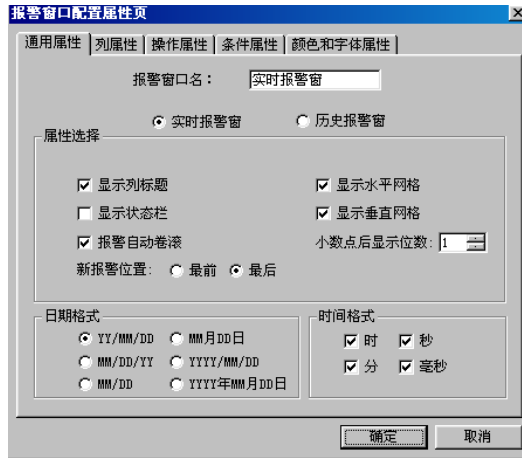 报警窗口配置属性页
通用属性 列属性 操作属性 条件属性 颜色和字体属性
报警窗口名： 实时报警窗
实时报警窗 历史报警窗
属性选择
显示列标题 显示水平网格
显示状态栏 显示垂直网格
报警自动卷滚 小数点后显示位数: 1
新报警位置: 最前 最后
日期格式 时间格式
YY/MM/DD MM月DD日 时 秒
MM/DD/YY YYYY/MM/DD 分 毫秒
MM/DD YYYY年MM月DD日
确定 取消